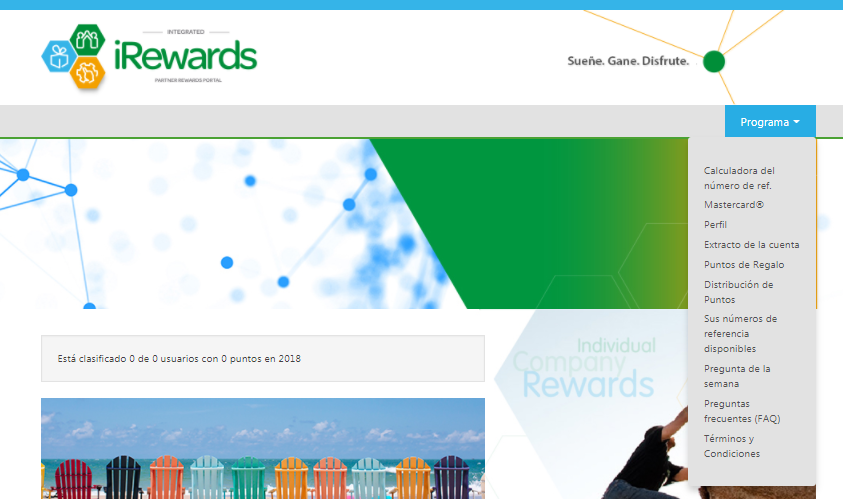 INTEGRATED
iRewards
PARTNER REWARDS PORTAL
Sueñe. Gane. Disfrute.
Programa
Calculadora del
número de ref.
Mastercard®
Perfil
Extracto de la cuenta
Puntos de Regalo
Distribución de
Puntos
Sus números de
referencia
disponibles
Pregunta de la
semana
Preguntas
frecuentes (FAQ)
Términos y
Condiciones
Está clasificado 0 de 0 usuarios con 0 puntos en 2018
Individual
Company
Rewards